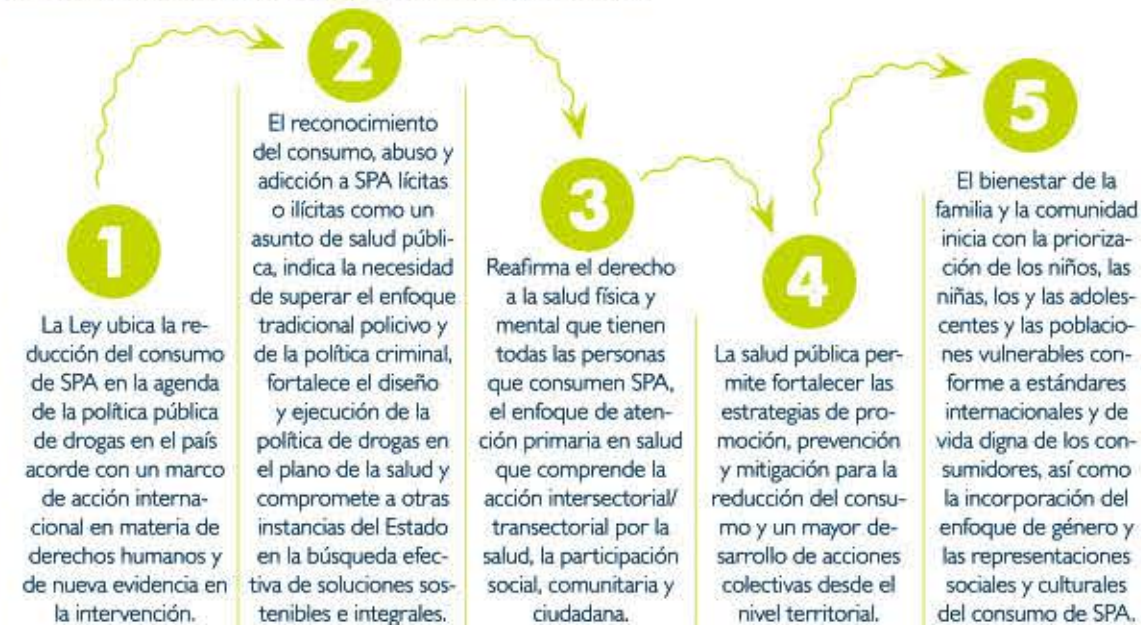 1
La Ley ubica la re-
ducción del consumo
de SPA en la agenda
de la política pública
de drogas en el país
acorde con un marco
de acción interna-
cional en materia de
derechos humanos y
de nueva evidencia en
la intervención.
2
El reconocimiento
del consumo, abuso y
adicción a SPA lícitas
o ilícitas como un
asunto de salud públi-
ca, indica la necesidad
de superar el enfoque
tradicional policivo y
de la política criminal,
fortalece el diseño
y ejecución de la
política de drogas en
el plano de la salud y
compromete a otras
instancias del Estado
en la búsqueda efec-
tiva de soluciones sos-
tenibles e integrales.
3
Reafirma el derecho
a la salud física y
mental que tienen
todas las personas
que consumen SPA,
el enfoque de aten-
ción primaria en salud
que comprende la
acción intersectorial/
transectorial por la
salud, la participación
social, comunitaria y
ciudadana.
4
La salud pública per-
mite fortalecer las
estrategias de pro-
moción, prevención
y mitigación para la
reducción del consu-
mo y un mayor de-
sarrollo de acciones
colectivas desde el
nivel territorial.
5
El bienestar de la
familia y la comunidad
inicia con la prioriza-
ción de los niños, las
niñas, los y las adoles-
centes y las poblacio-
nes vulnerables con-
forme a estándares
internacionales y de
vida digna de los con-
sumidores, así como
la incorporación del
enfoque de género y
las representaciones
sociales y culturales
del consumo de SPA.